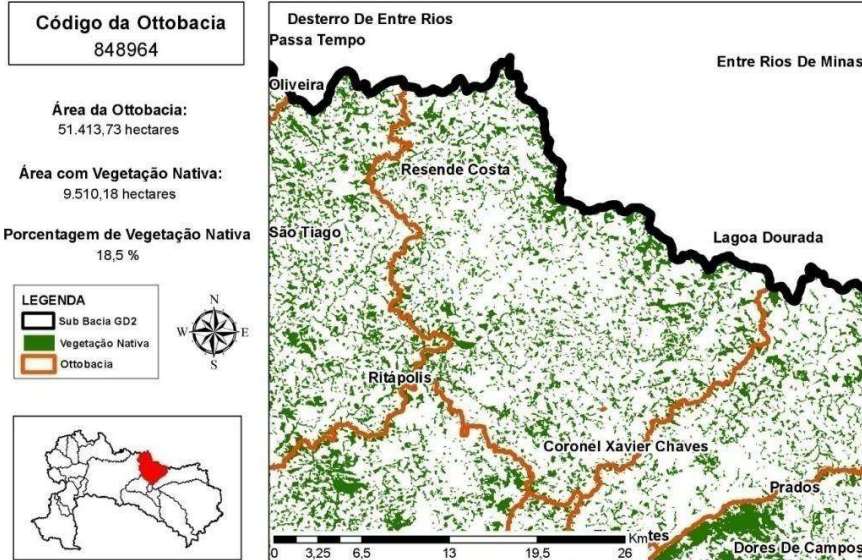 Código da Ottobacia
848964
Área da Ottobacia:
51.413,73 hectares
Área com Vegetação Nativa:
9.510,18 hectares
Porcentagem de Vegetação Nativa
18,5 %
LEGENDA
Sub Bacia GD2
Vegetação Nativa
Ottobacia
N
W E
S
Desterro De Entre Rios
Passa Tempo
Entre Rios De Minas
Oliveira
Resende Costa
São Tiago
Lagoa Dourada
Ritápolis
Coronel Xavier Chaves
Prados
Km tes
Dores De Campos
0 3,25 6,5 13 19,5 26